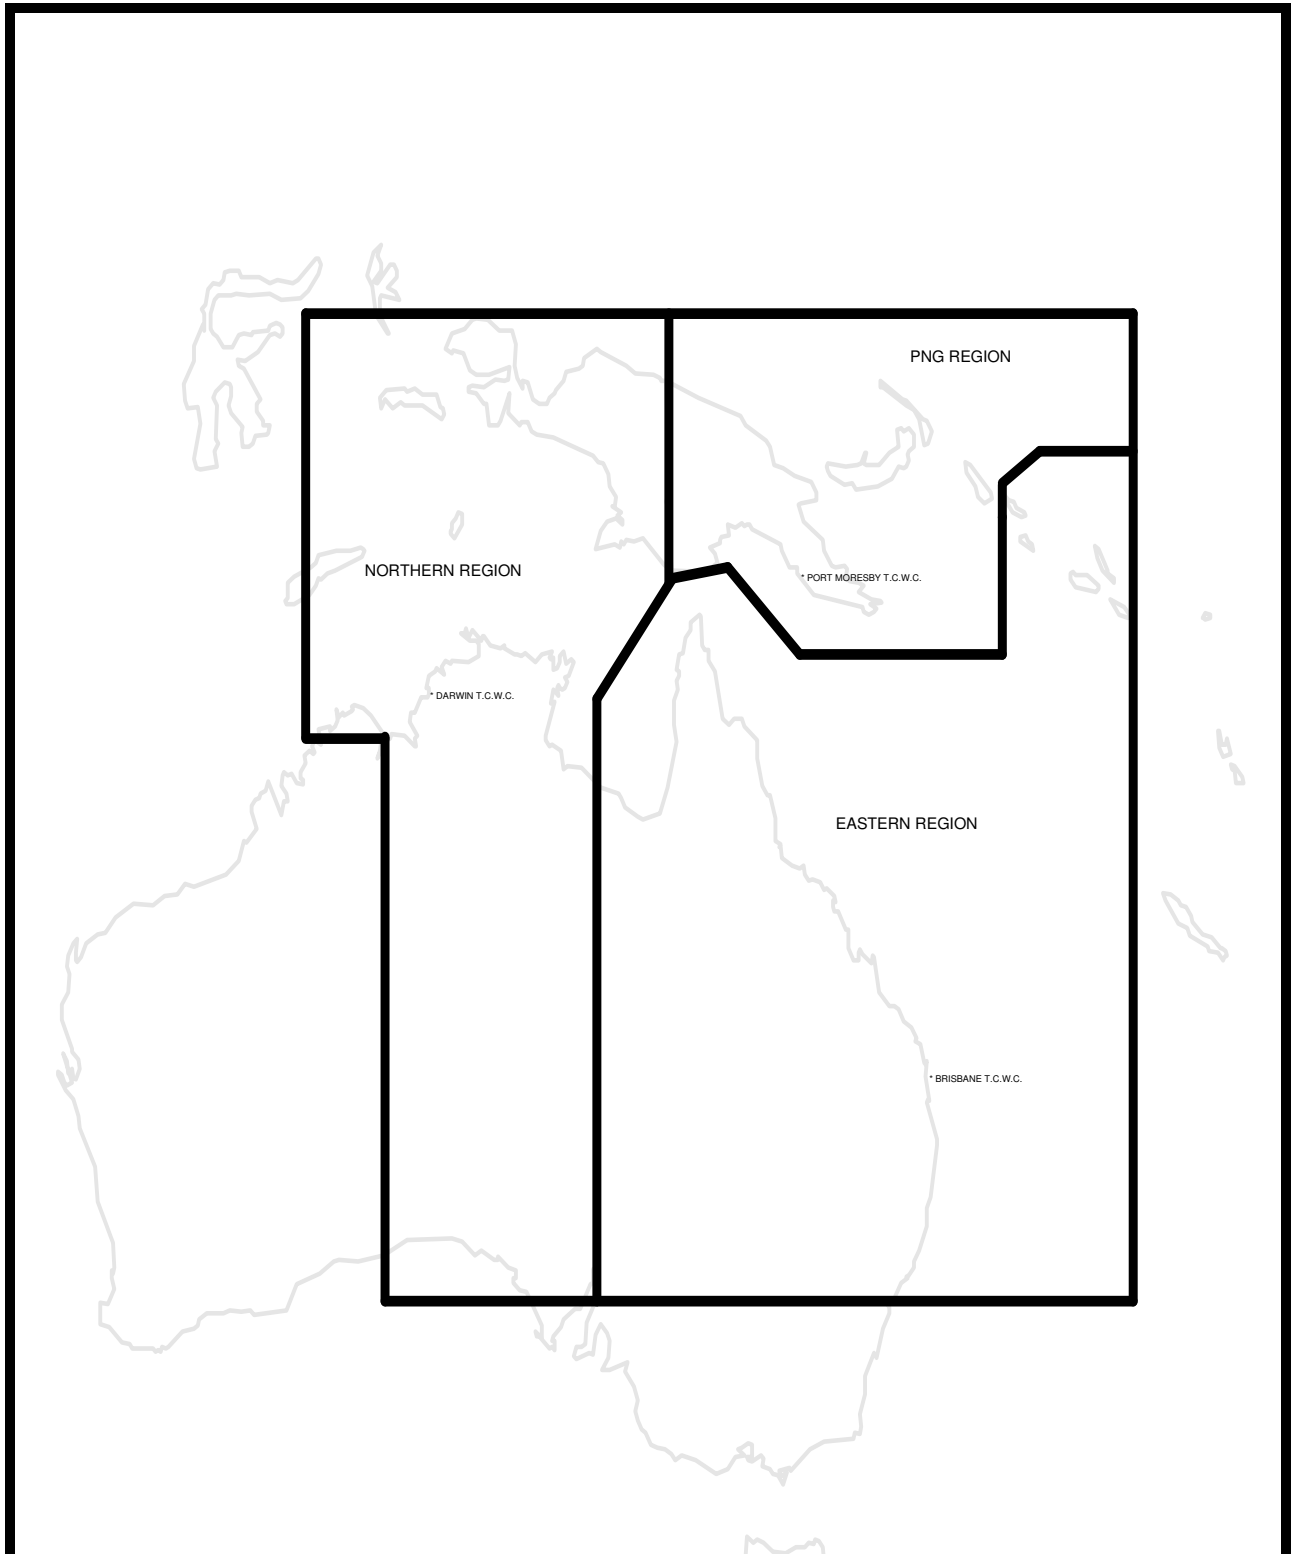 PNG REGION
NORTHERN REGION
* PORT MORESBY T.C.W.C.
* DARWIN T.C.W.C.
EASTERN REGION
* BRISBANE T.C.W.C.